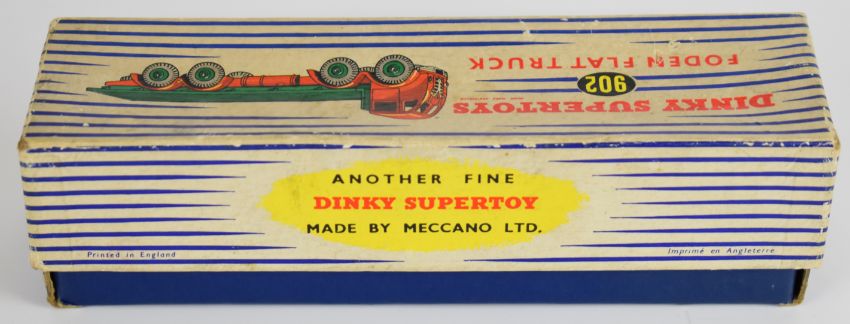 DINKY SUPERTOYS
902
FODEN FLAT TRUCK
ANOTHER FINE
DINKY SUPERTOY
MADE BY MECCANO LTD.
Printed in England
Imprimé en Angleterre